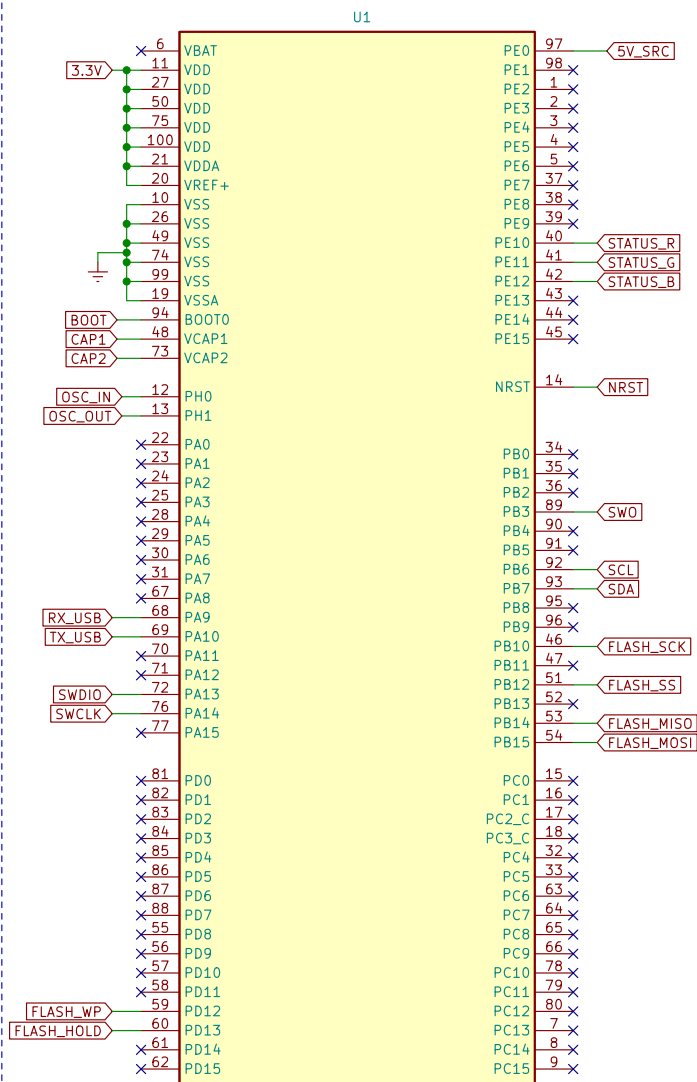 U1
6 VBAT PE0 97 5V_SRC
3.3V 11 VDD PE1 98
27 VDD PE2 1
50 VDD PE3 2
75 VDD PE4 3
100 VDD PE5 4
21 VDDA PE6 5
20 VREF+ PE7 37
10 VSS PE8 38
26 VSS PE9 39
49 VSS PE10 40 STATUS_R
74 VSS PE11 41 STATUS_G
99 VSS PE12 42 STATUS_B
19 VSSA PE13 43
BOOT 94 BOOT0 PE14 44
CAP1 48 VCAP1 PE15 45
CAP2 73 VCAP2
NRST 14 NRST
OSC_IN 12 PH0
OSC_OUT 13 PH1
22 PA0 PB0 34
23 PA1 PB1 35
24 PA2 PB2 36
25 PA3 PB3 89 SWO
28 PA4 PB4 90
29 PA5 PB5 91
30 PA6 PB6 92 SCL
31 PA7 PB7 93 SDA
67 PA8 PB8 95
RX_USB 68 PA9 PB9 96
TX_USB 69 PA10 PB10 46 FLASH_SCK
70 PA11 PB11 47
71 PA12 PB12 51 FLASH_SS
SWDIO 72 PA13 PB13 52
SWCLK 76 PA14 PB14 53 FLASH_MISO
77 PA15 PB15 54 FLASH_MOSI
81 PD0 PC0 15
82 PD1 PC1 16
83 PD2 PC2_C 17
84 PD3 PC3_C 18
85 PD4 PC4 32
86 PD5 PC5 33
87 PD6 PC6 63
88 PD7 PC7 64
55 PD8 PC8 65
56 PD9 PC9 66
57 PD10 PC10 78
58 PD11 PC11 79
FLASH_WP 59 PD12 PC12 80
FLASH_HOLD 60 PD13 PC13 7
61 PD14 PC14 8
62 PD15 PC15 9